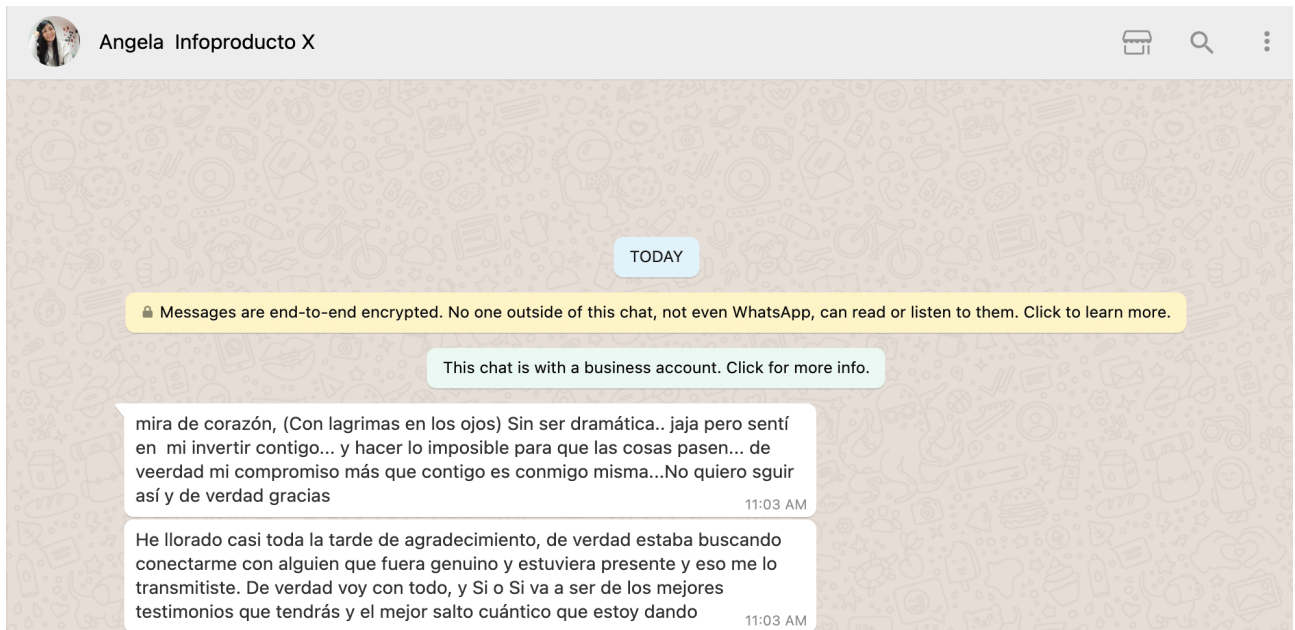 Angela  Infoproducto X
TODAY
Messages are end-to-end encrypted. No one outside of this chat, not even WhatsApp, can read or listen to them. Click to learn more.
This chat is with a business account. Click for more info.
mira de corazón, (Con lagrimas en los ojos) Sin ser dramática.. jaja pero sentí
en  mi invertir contigo... y hacer lo imposible para que las cosas pasen... de
veerdad mi compromiso más que contigo es conmigo misma...No quiero sguir
así y de verdad gracias
11:03 AM
He llorado casi toda la tarde de agradecimiento, de verdad estaba buscando
conectarme con alguien que fuera genuino y estuviera presente y eso me lo
transmitiste. De verdad voy con todo, y Si o Si va a ser de los mejores
testimonios que tendrás y el mejor salto cuántico que estoy dando
11:03 AM